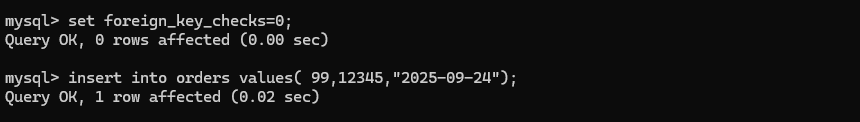 mysql> set foreign_key_checks=0;
Query OK, 0 rows affected (0.00 sec)
mysql> insert into orders values( 99,12345,"2025-09-24");
Query OK, 1 row affected (0.02 sec)